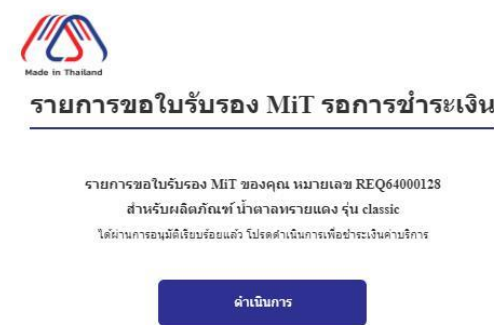 Made in Thailand
รายการขอใบรับรอง MiT รอการชำระเงิน
รายการขอใบรับรอง MiT ของคุณ หมายเลข REQ64000128
สำหรับผลิตภัณฑ์ น้ำตาลทรายแดง รุ่น classic
ได้ผ่านการอนุมัติเรียบร้อยแล้ว โปรดดำเนินการเพื่อชำระเงินค่าบริการ
ดำเนินการ